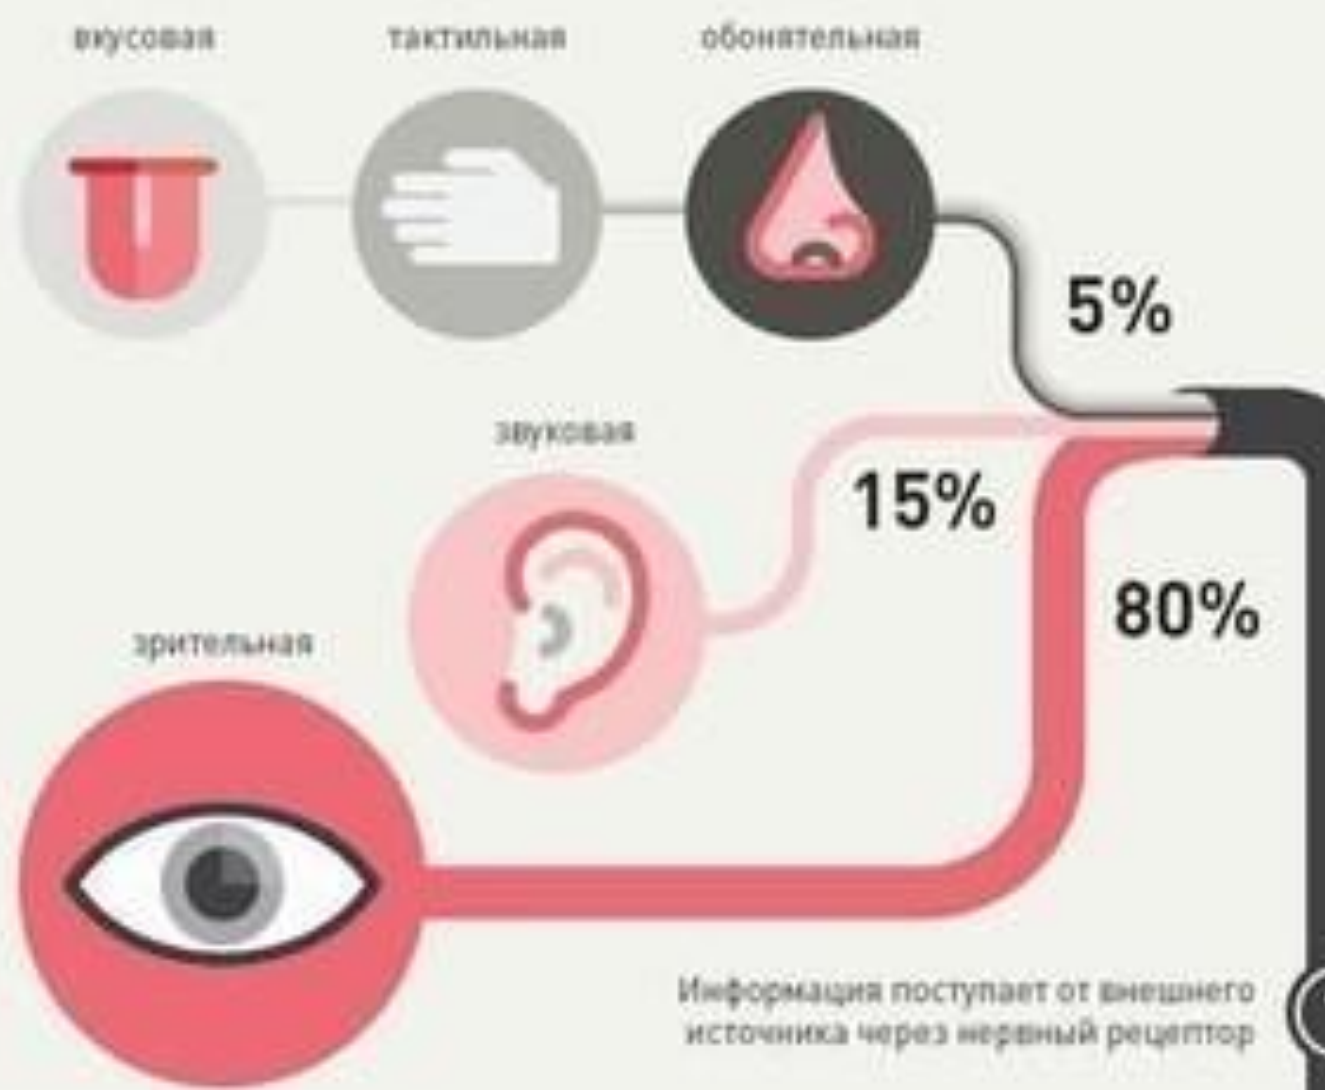 вкусовая
тактильная
обонятельная
5%
звуковая
15%
80%
зрительная
Информация поступает от внешнего
источника через нервный рецептор